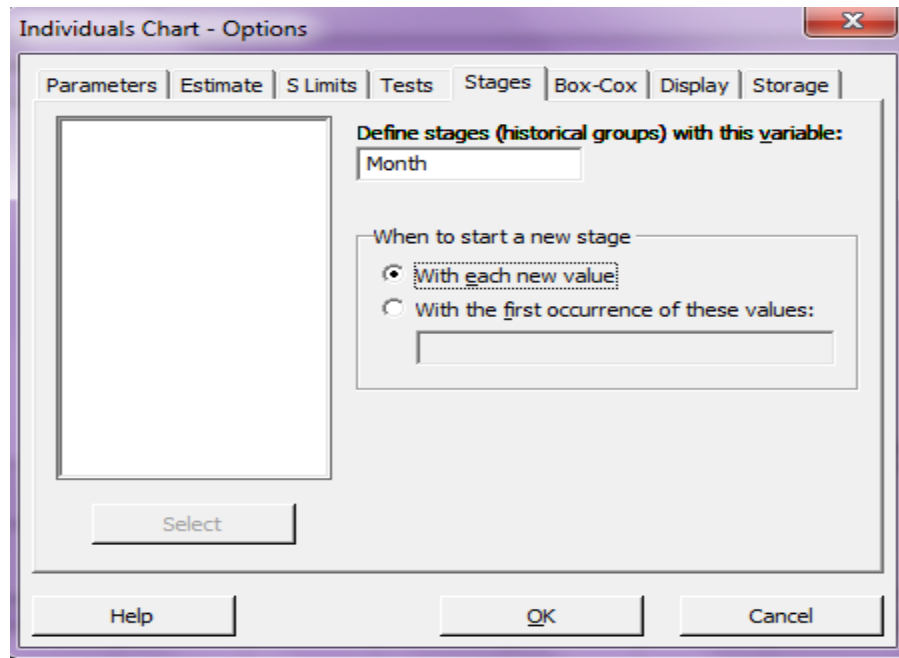 Individuals Chart - Options
X
Parameters Estimate S Limits Tests Stages Box-Cox Display Storage
Define stages (historical groups) with this variable:
Month
When to start a new stage
With each new value
With the first occurrence of these values:
Select
Help OK Cancel